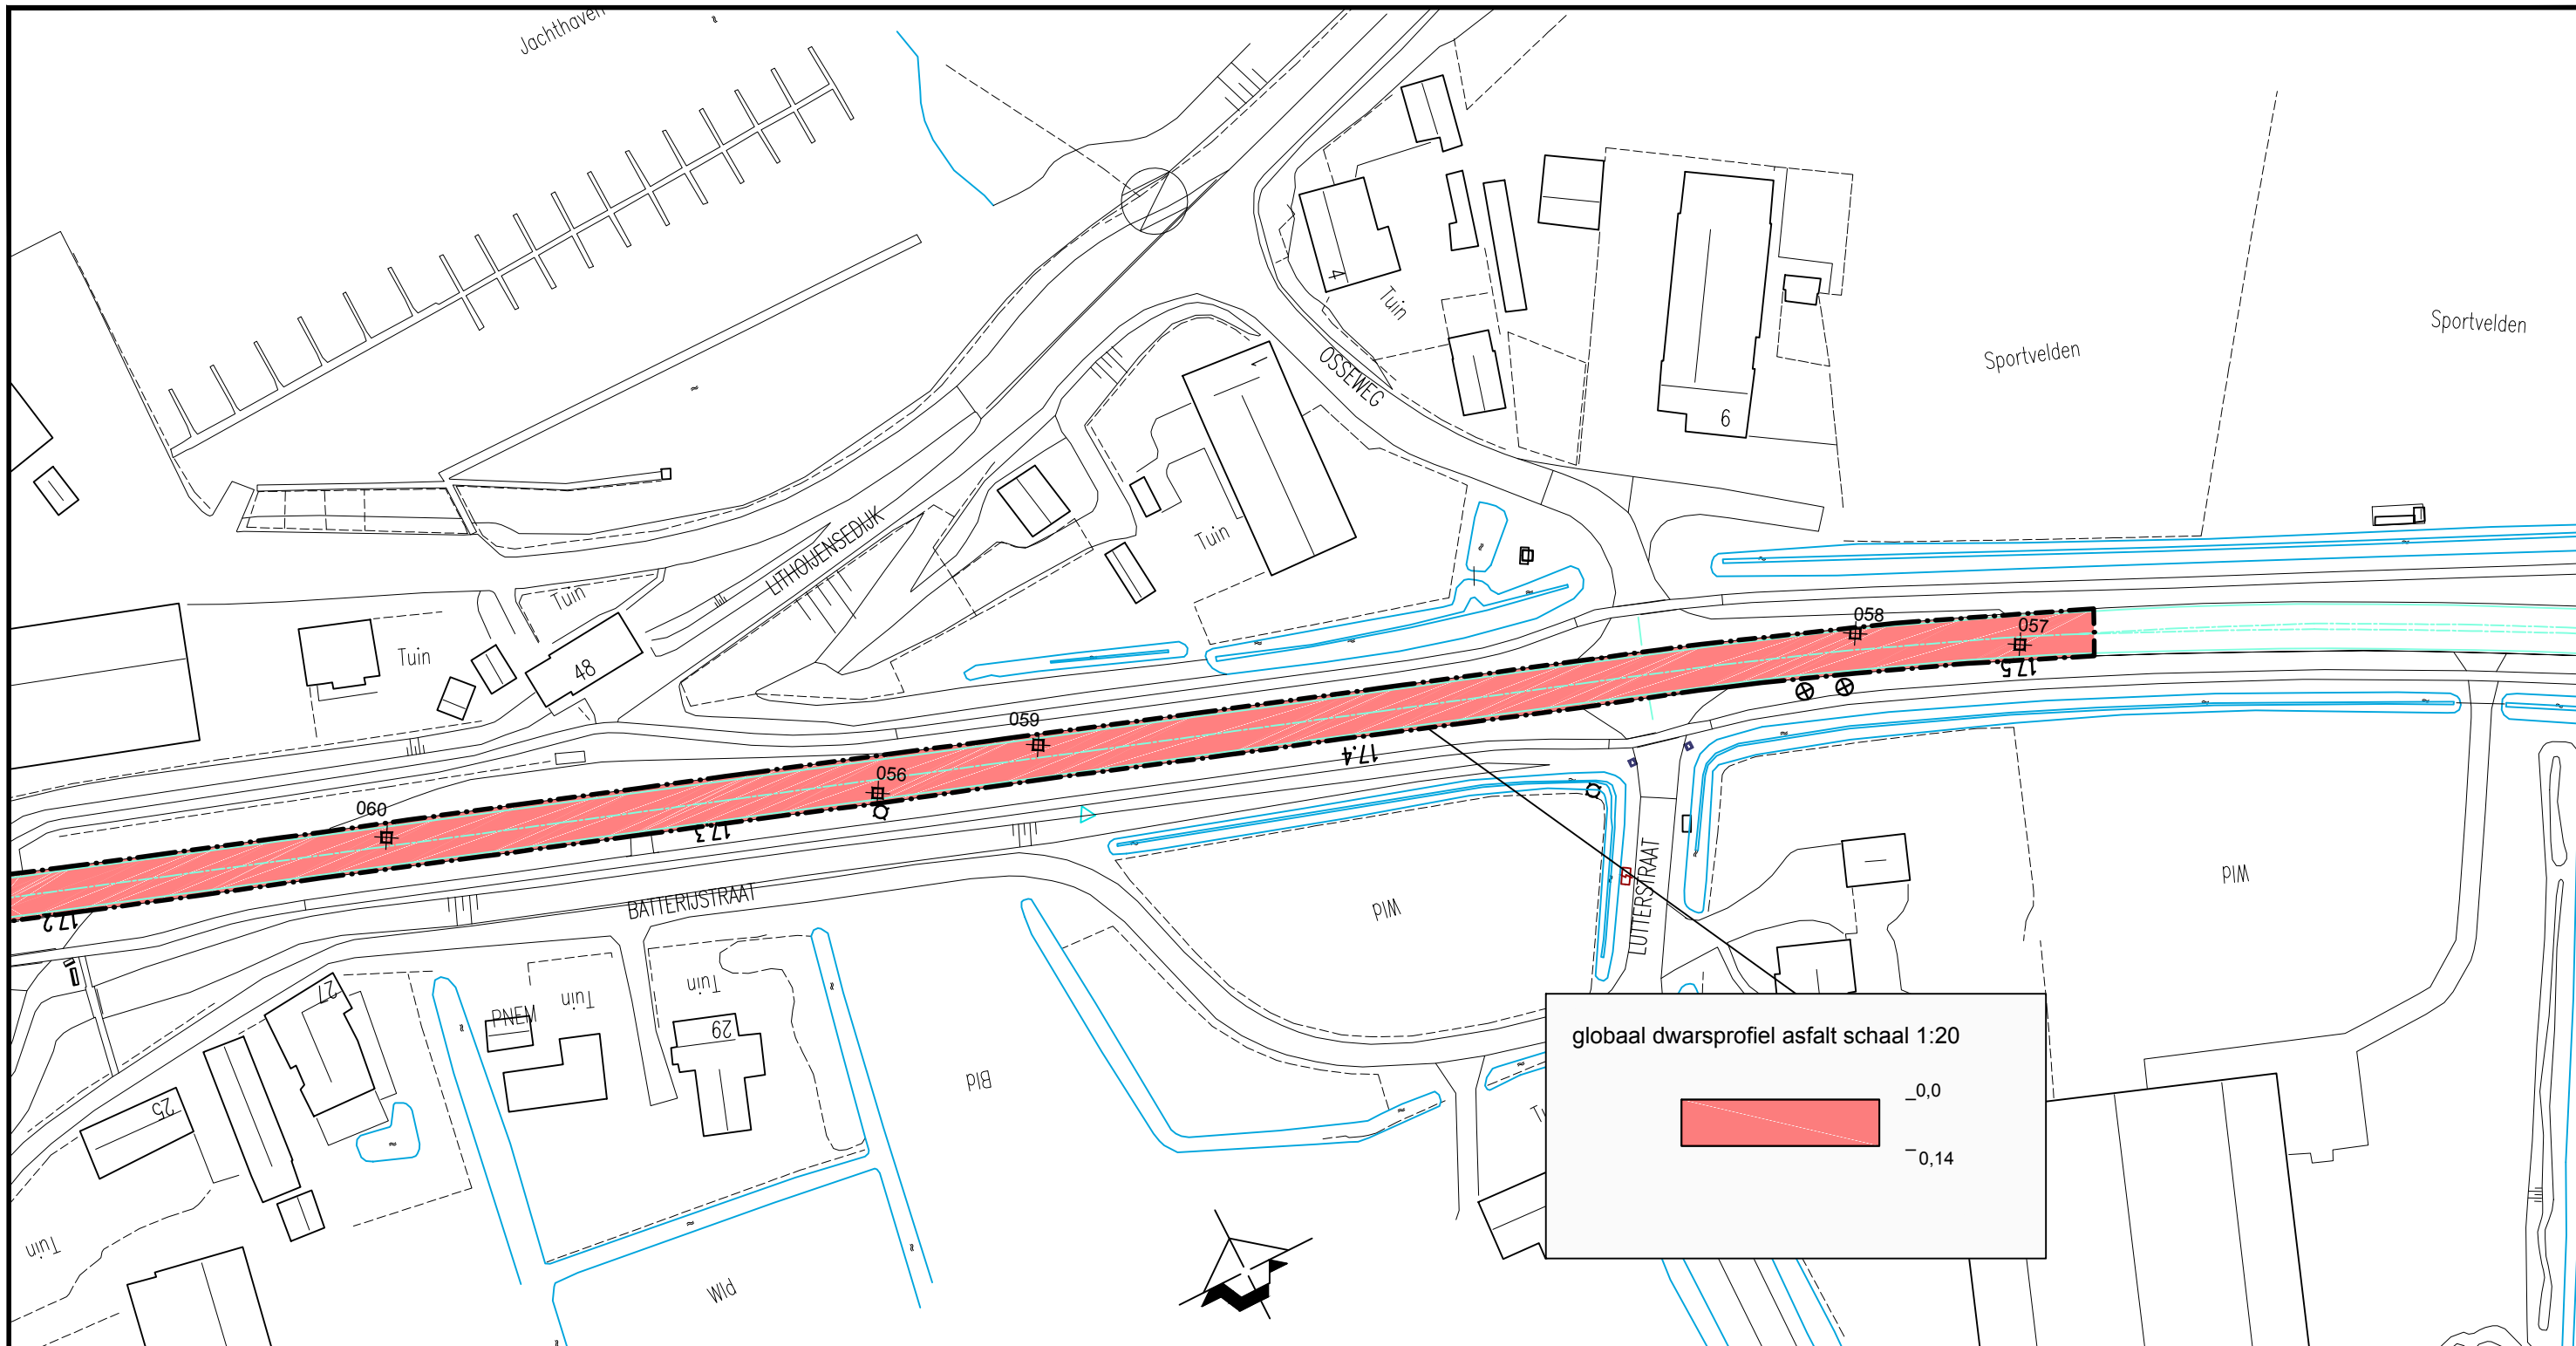 Jachthaven
4
Tuin
Sportvelden
Sportvelden
OSSEWEG
1
6
LITHOIJENSEDIJK
Tuin
Tuin
Tuin
48
058
057
17.5
059
17.4
056
060
17.3
17.2
BATTERIJSTRAAT
LUTTERSTRAAT
Wld
Wld
27
PNEM
Tuin
Tuin
29
25
Bld
Tuin
Wld
globaal dwarsprofiel asfalt schaal 1:20
_0,0
0,14